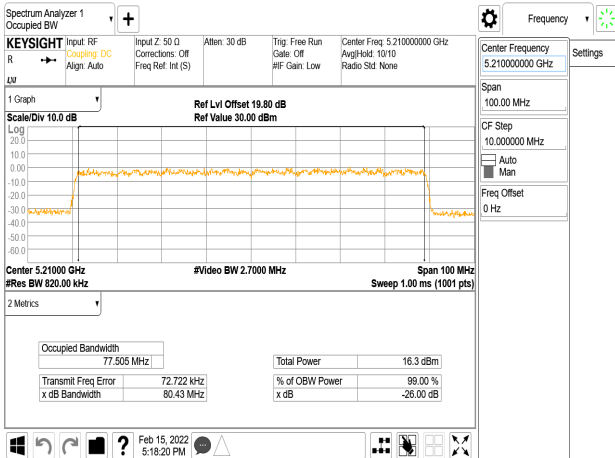 Spectrum Analyzer 1
Occupied BW
Frequency
KEYSIGHT
R
Input: RF
Coupling: DC
Align: Auto
Input Z: 50 Ω
Corrections: Off
Freq Ref: Int (S)
Atten: 30 dB
Trig: Free Run
Gate: Off
#IF Gain: Low
Center Freq: 5.210000000 GHz
Avg|Hold: 10/10
Radio Std: None
Center Frequency
5.210000000 GHz
Settings
Span
100.00 MHz
CF Step
10.000000 MHz
Auto
Man
Freq Offset
0 Hz
1 Graph
Scale/Div 10.0 dB
Ref Lvl Offset 19.80 dB
Ref Value 30.00 dBm
Log
20.0
10.0
0.00
-10.0
-20.0
-30.0
-40.0
-50.0
-60.0
Center 5.21000 GHz
#Video BW 2.7000 MHz
Span 100 MHz
#Res BW 820.00 kHz
Sweep 1.00 ms (1001 pts)
2 Metrics
Occupied Bandwidth
77.505 MHz
Total Power 16.3 dBm
Transmit Freq Error 72.722 kHz
% of OBW Power 99.00 %
x dB Bandwidth 80.43 MHz
x dB -26.00 dB
?
Feb 15, 2022
5:18:20 PM